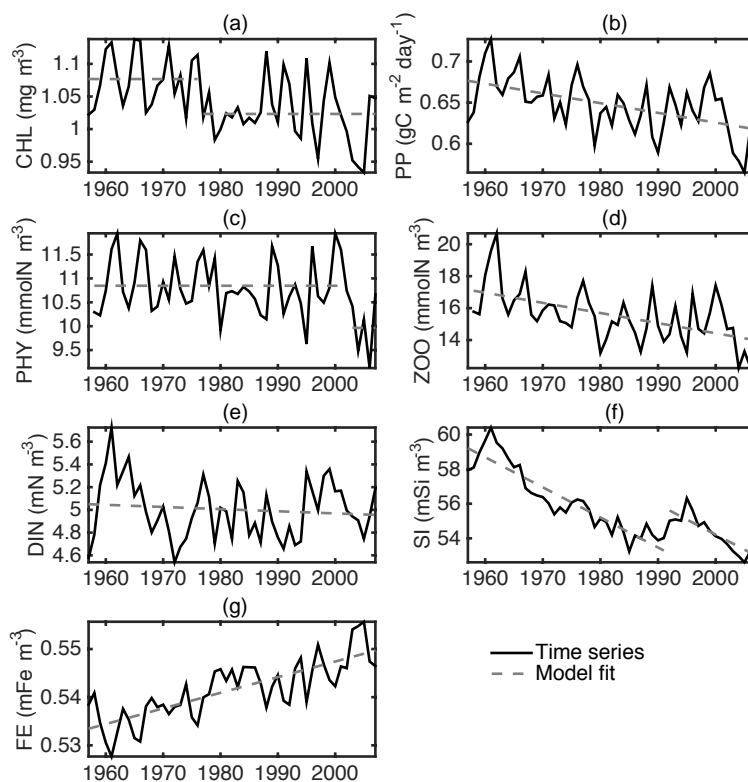 (a)
CHL (mg m⁻³)
1.1
1.05
1
0.95
1960 1970 1980 1990 2000
(b)
PP (gC m⁻² day⁻¹)
0.7
0.65
0.6
1960 1970 1980 1990 2000
(c)
PHY (mmolN m⁻³)
11.5
11
10.5
10
9.5
1960 1970 1980 1990 2000
(d)
ZOO (mmolN m⁻³)
20
18
16
14
1960 1970 1980 1990 2000
(e)
DIN (mN m⁻³)
5.6
5.4
5.2
5
4.8
4.6
1960 1970 1980 1990 2000
(f)
SI (mSi m⁻³)
60
58
56
54
1960 1970 1980 1990 2000
(g)
FE (mFe m⁻³)
0.55
0.54
0.53
1960 1970 1980 1990 2000
Time series
Model fit